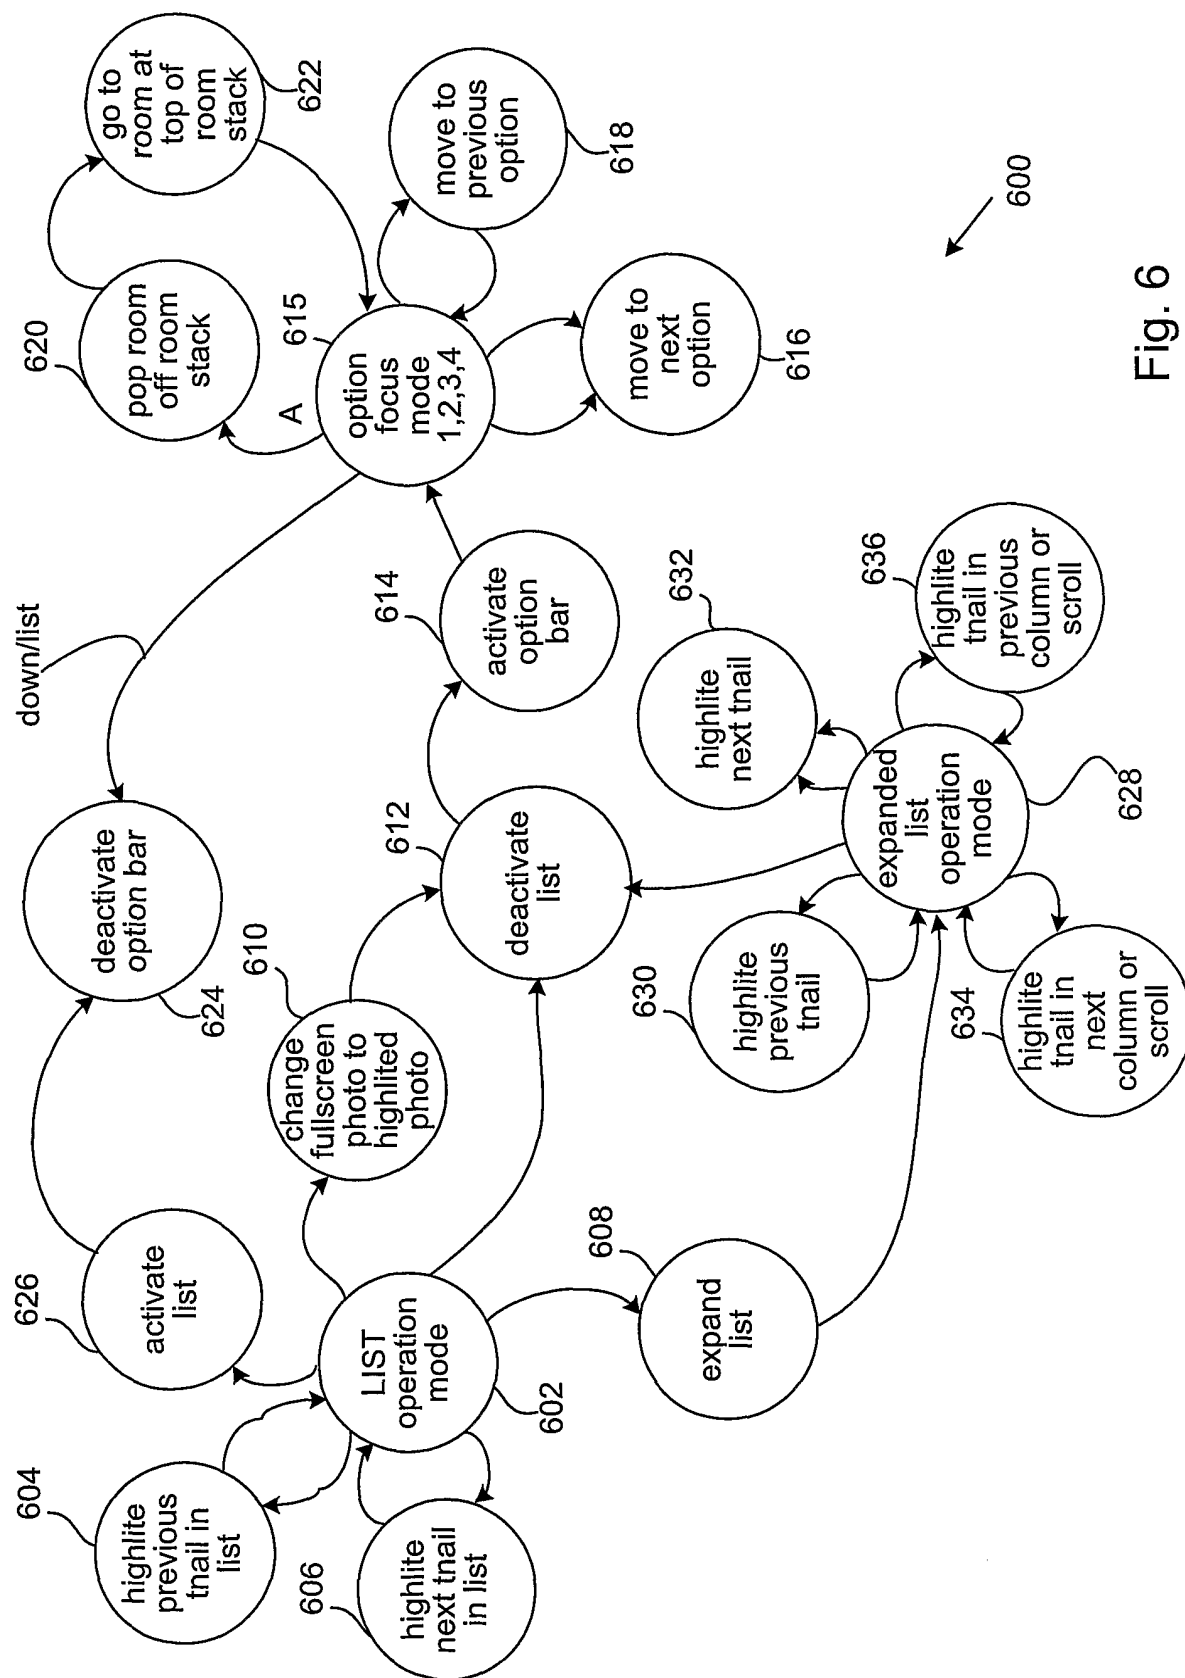 604
highlite
previous
tnail in
list
606
highlite
next tnail
in list
LIST
operation
mode
602
626
activate
list
608
expand
list
change
fullscreen
photo to
highlited
photo
610
deactivate
option bar
624
612
deactivate
list
down/list
614
activate
option
bar
620
pop room
off room
stack
go to
room at
top of
room
stack
622
A
615
option
focus
mode
1,2,3,4
move to
previous
option
618
move to
next
option
616
630
highlite
previous
tnail
632
highlite
next tnail
634
highlite
tnail in
next
column or
scroll
expanded
list
operation
mode
628
636
highlite
tnail in
previous
column or
scroll
600
Fig. 6